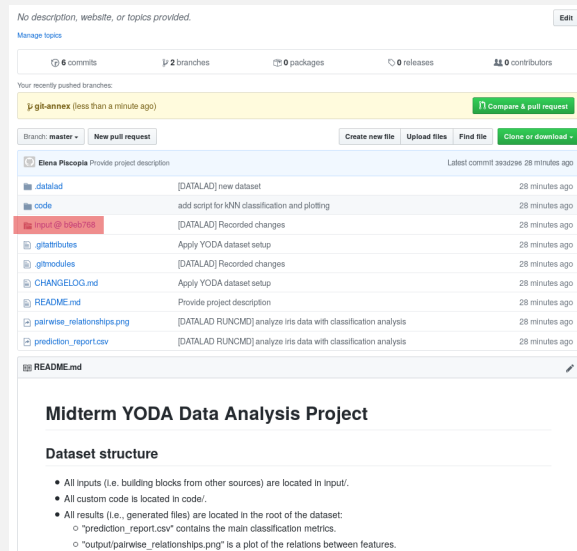 No description, website, or topics provided.
Edit
Manage topics
6 commits 2 branches 0 packages 0 releases 0 contributors
Your recently pushed branches:
git-annex (less than a minute ago) Compare & pull request
Branch: master New pull request Create new file Upload files Find file Clone or download
Elena Piscopia Provide project description Latest commit 393d296 28 minutes ago
.datalad [DATALAD] new dataset 28 minutes ago
code add script for kNN classification and plotting 28 minutes ago
input @ b9eb768 [DATALAD] Recorded changes 28 minutes ago
.gitattributes Apply YODA dataset setup 28 minutes ago
.gitmodules [DATALAD] Recorded changes 28 minutes ago
CHANGELOG.md Apply YODA dataset setup 28 minutes ago
README.md Provide project description 28 minutes ago
pairwise_relationships.png [DATALAD RUNCMD] analyze iris data with classification analysis 28 minutes ago
prediction_report.csv [DATALAD RUNCMD] analyze iris data with classification analysis 28 minutes ago
README.md
Midterm YODA Data Analysis Project
Dataset structure
• All inputs (i.e. building blocks from other sources) are located in input/.
• All custom code is located in code/.
• All results (i.e., generated files) are located in the root of the dataset:
○ "prediction_report.csv" contains the main classification metrics.
○ "output/pairwise_relationships.png" is a plot of the relations between features.